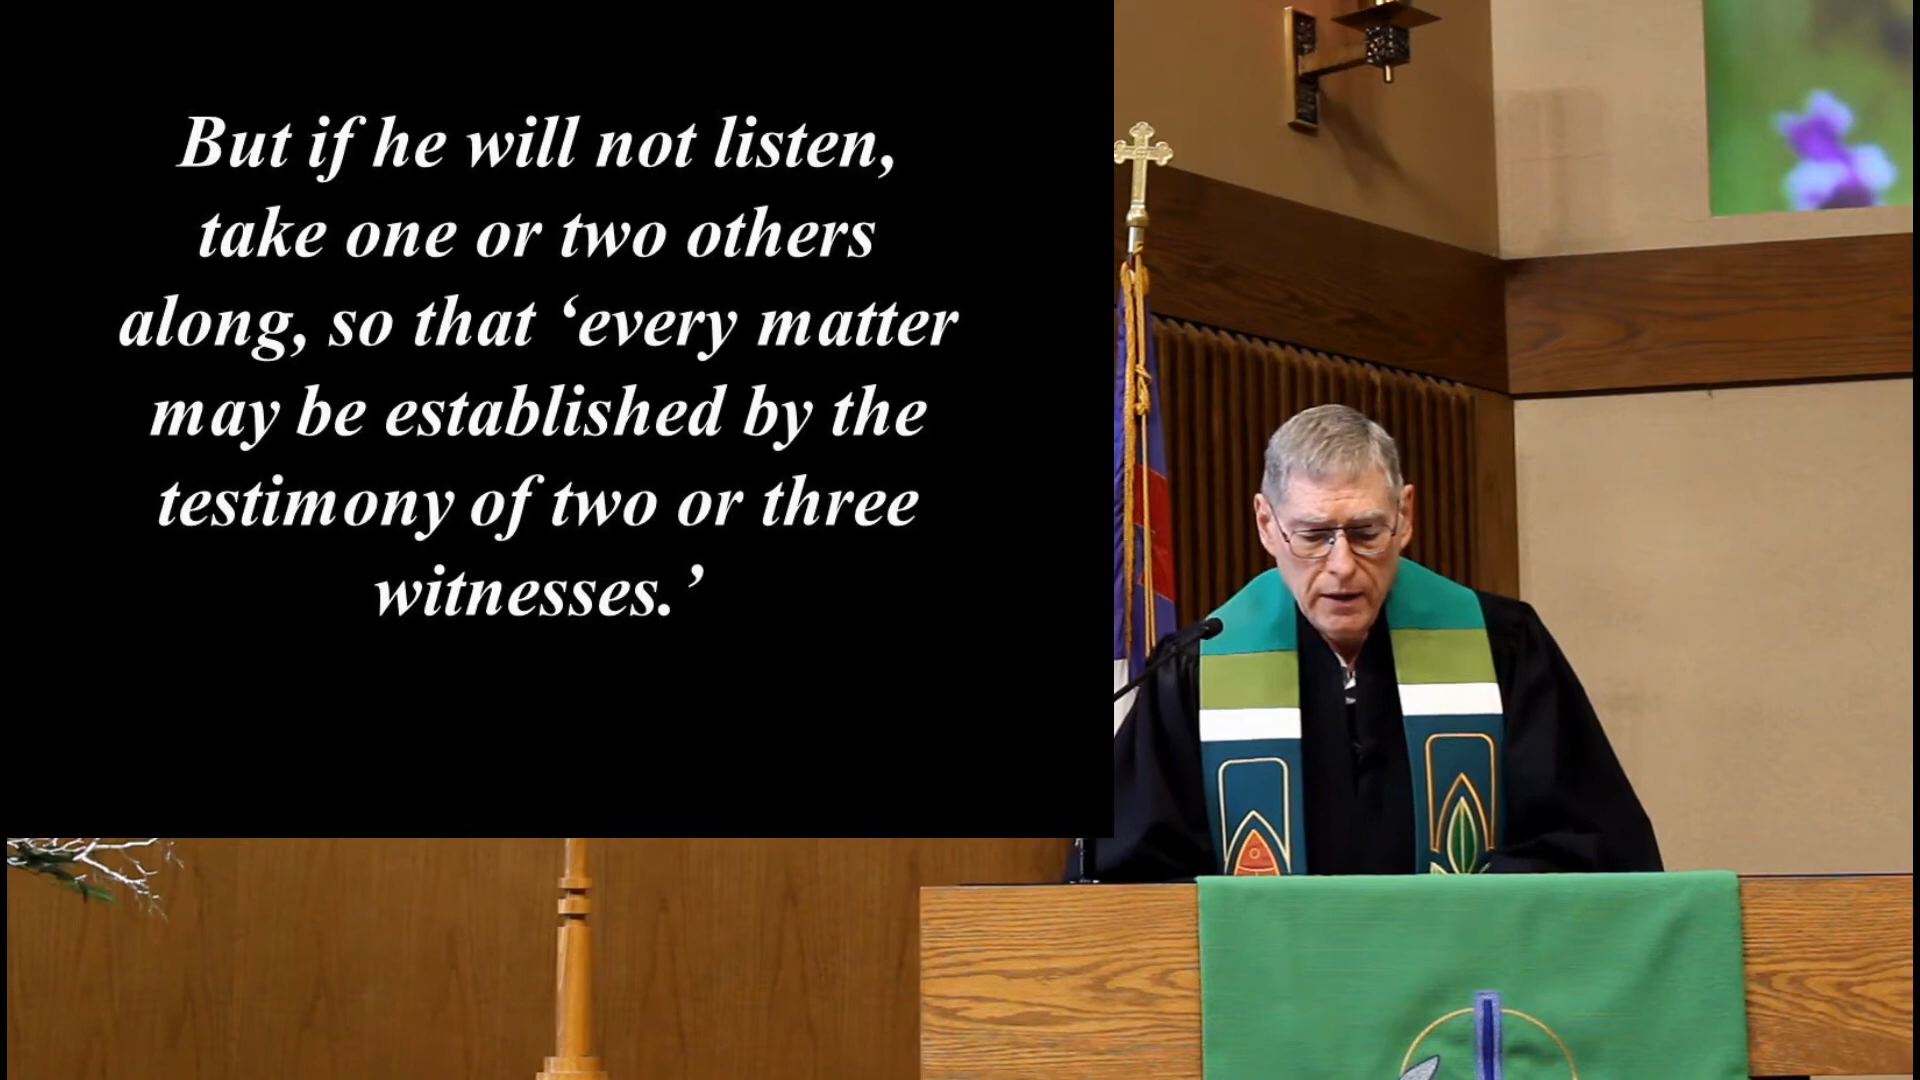 But if he will not listen,
take one or two others
along, so that ‘every matter
may be established by the
testimony of two or three
witnesses.’